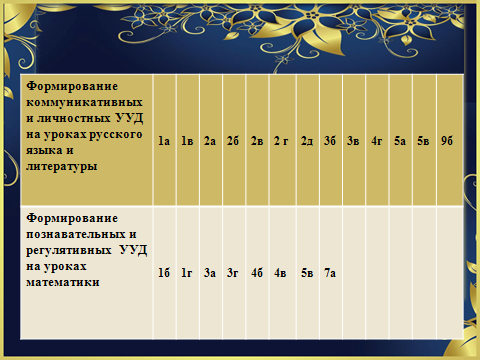 Формирование
коммуникативных
и личностных УУД
на уроках русского
языка и
литературы
1а 1в 2а 2б 2в 2 г 2д 3б 3в 4г 5а 5в 9б
Формирование
познавательных и
регулятивных УУД
на уроках
математики
1б 1г 3а 3г 4б 4в 5в 7а